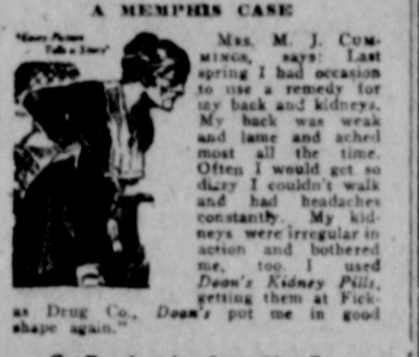 A MEMPHIS CASE
"Every Picture
Tells a Story"
MRS. M. J. CUM-
MINGS, says: Last
spring I had occasion
to use a remedy for
my back and kidneys.
My back was weak
and lame and ached
most all the time.
Often I would get so
dizzy I couldn't walk
and had headaches
constantly. My kid-
neys were irregular in
action and bothered
me, too. I used
Doan's Kidney Pills,
getting them at Fick-
as Drug Co., Doan's put me in good
shape again."